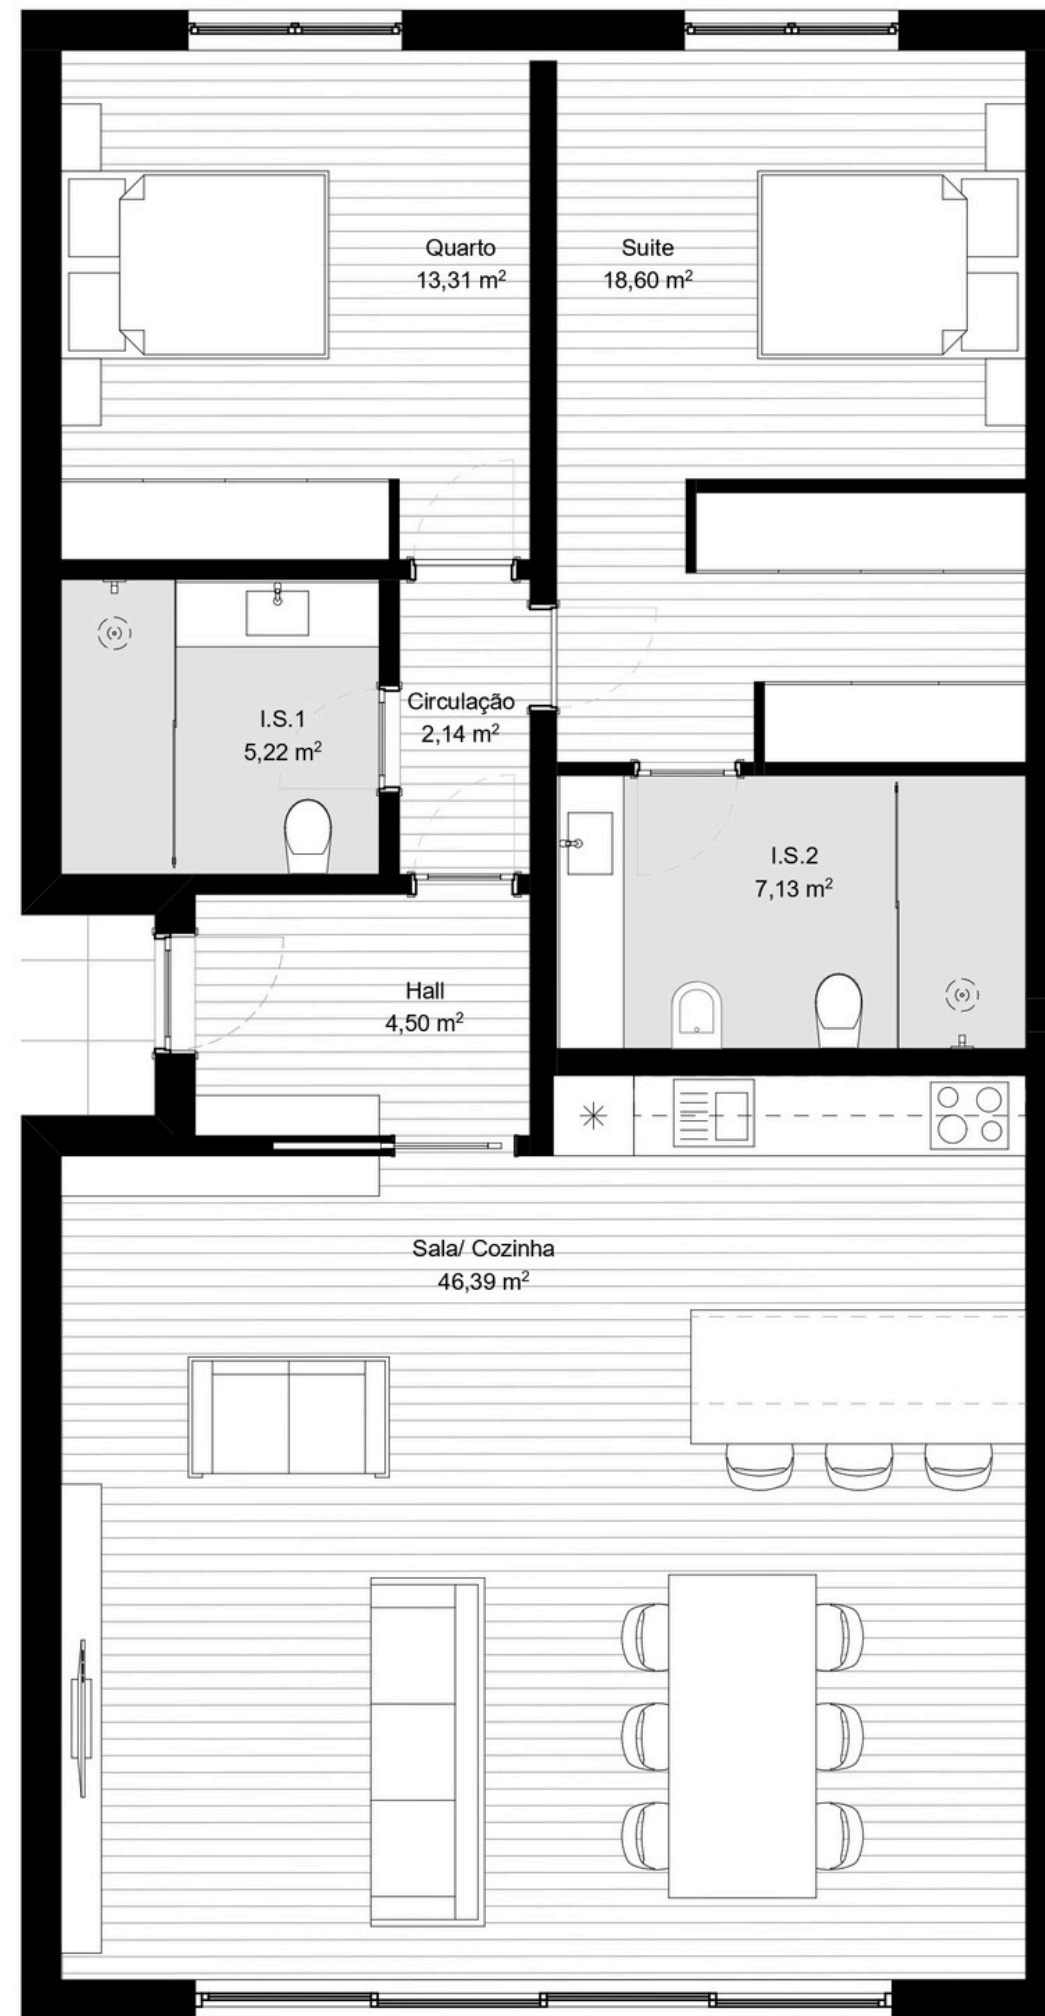 Quarto
13,31 m²
Suite
18,60 m²
I.S.1
5,22 m²
Circulação
2,14 m²
I.S.2
7,13 m²
Hall
4,50 m²
Sala/ Cozinha
46,39 m²